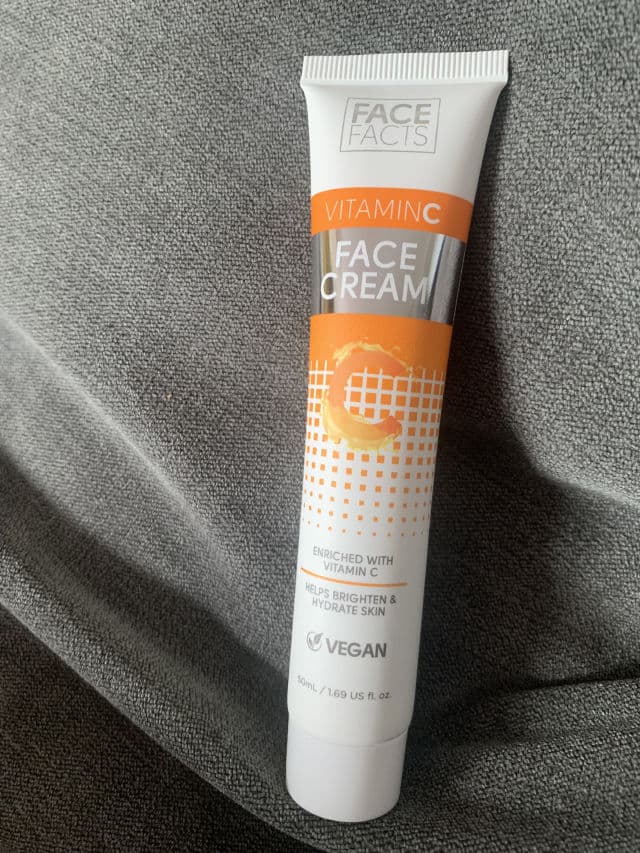 FACE
FACTS
VITAMINC
FACE
CREAM
C
ENRICHED WITH
VITAMIN C
HELPS BRIGHTEN &
HYDRATE SKIN
VEGAN
50mL / 1.69 US fl. oz.